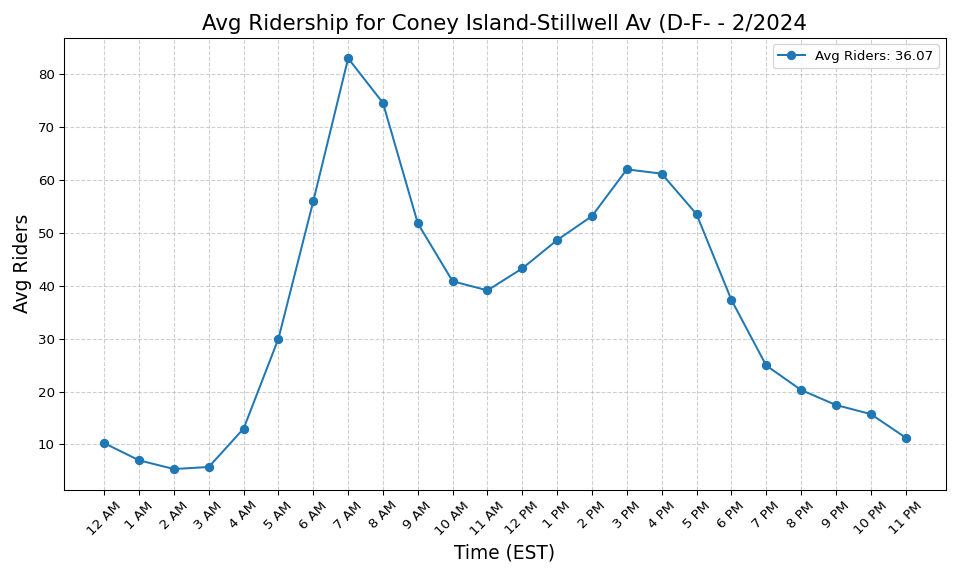 Avg Ridership for Coney Island-Stillwell Av (D-F- - 2/2024
Avg Riders: 36.07
Avg Riders
80
70
60
50
40
30
20
10
12 AM 1 AM 2 AM 3 AM 4 AM 5 AM 6 AM 7 AM 8 AM 9 AM 10 AM 11 AM 12 PM 1 PM 2 PM 3 PM 4 PM 5 PM 6 PM 7 PM 8 PM 9 PM 10 PM 11 PM
Time (EST)